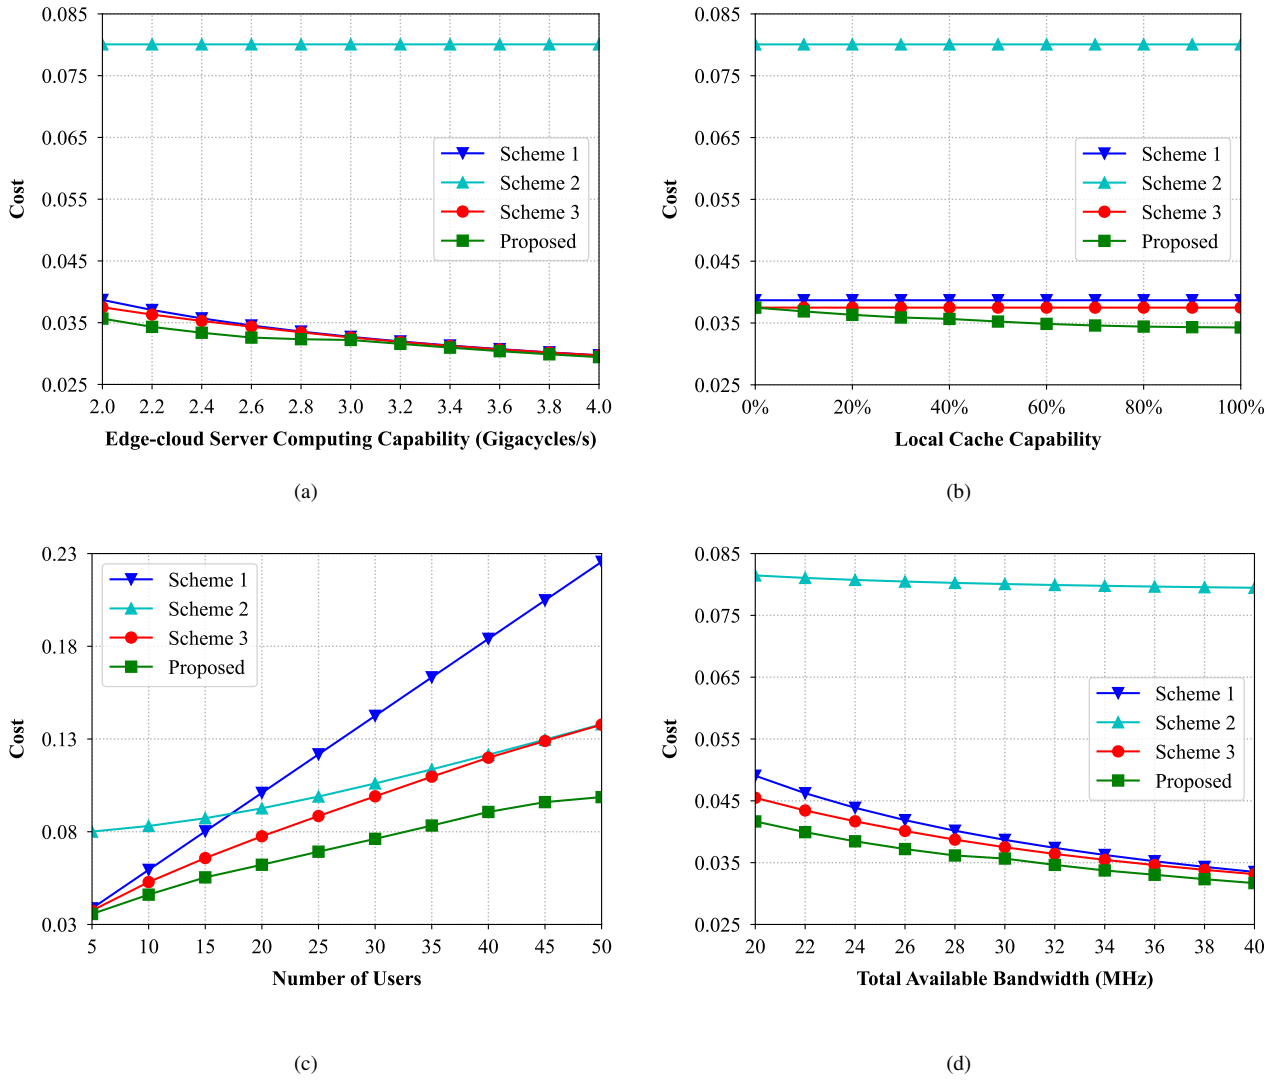 0.085
0.075
0.065
0.055
0.045
0.035
0.025
Cost
Scheme 1
Scheme 2
Scheme 3
Proposed
2.0 2.2 2.4 2.6 2.8 3.0 3.2 3.4 3.6 3.8 4.0
Edge-cloud Server Computing Capability (Gigacycles/s)
(a)
0.085
0.075
0.065
0.055
0.045
0.035
0.025
Cost
Scheme 1
Scheme 2
Scheme 3
Proposed
0% 20% 40% 60% 80% 100%
Local Cache Capability
(b)
0.23
0.18
0.13
0.08
0.03
Cost
Scheme 1
Scheme 2
Scheme 3
Proposed
5 10 15 20 25 30 35 40 45 50
Number of Users
(c)
0.085
0.075
0.065
0.055
0.045
0.035
0.025
Cost
Scheme 1
Scheme 2
Scheme 3
Proposed
20 22 24 26 28 30 32 34 36 38 40
Total Available Bandwidth (MHz)
(d)